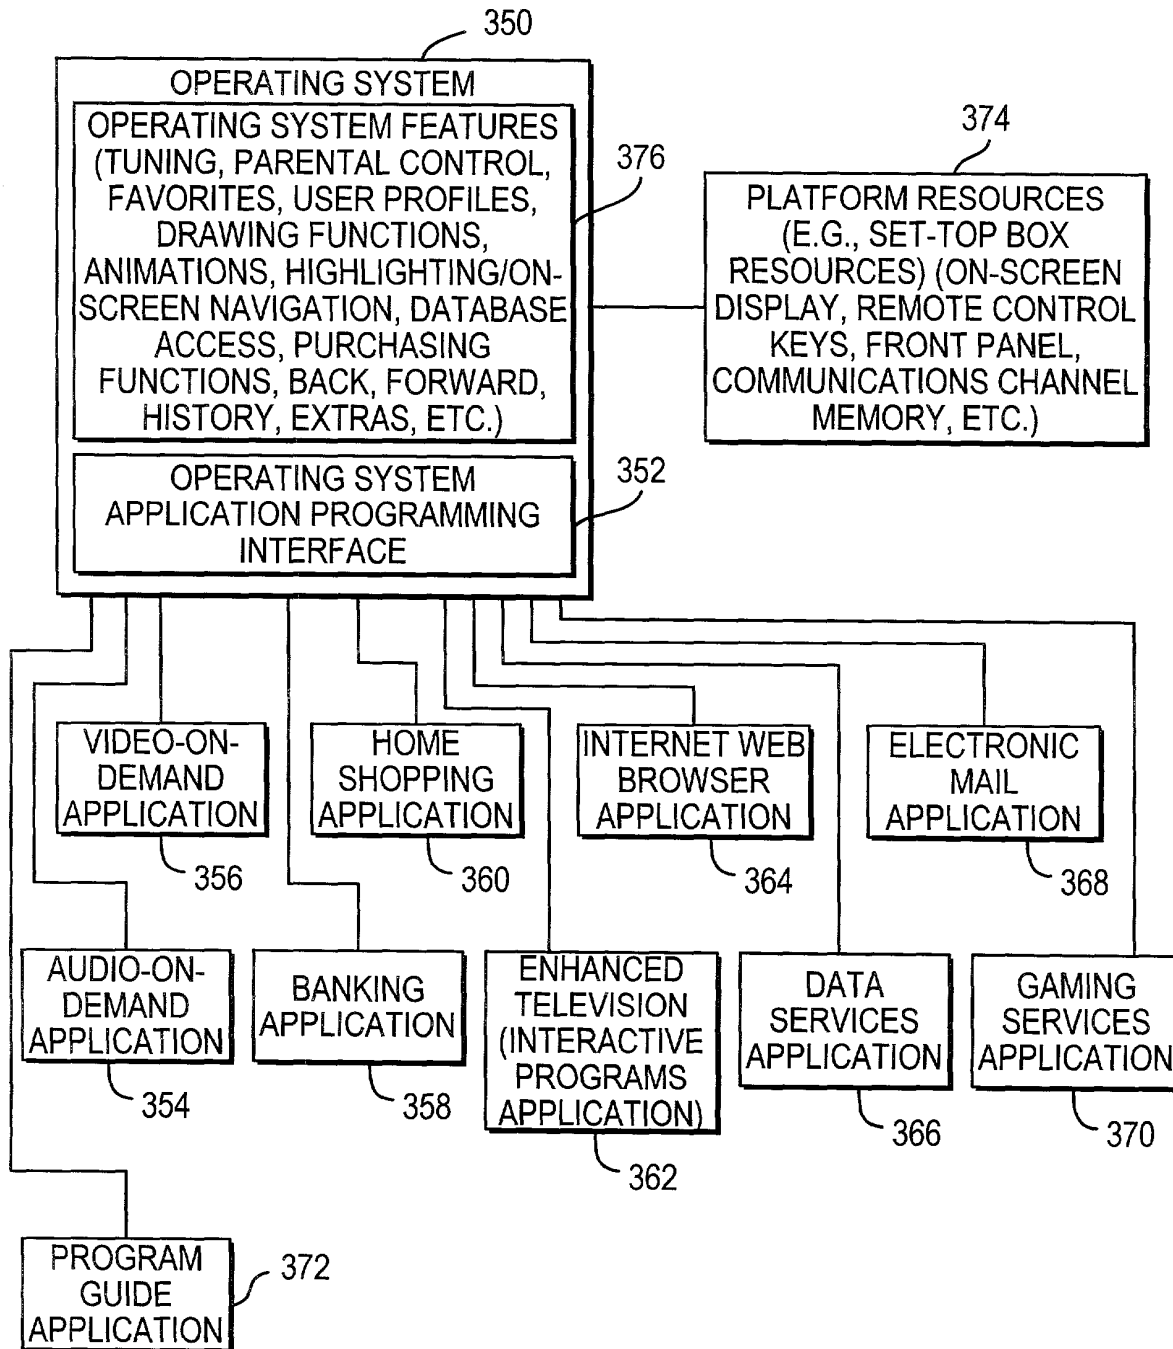 350
OPERATING SYSTEM
OPERATING SYSTEM FEATURES
(TUNING, PARENTAL CONTROL,
FAVORITES, USER PROFILES,
DRAWING FUNCTIONS,
ANIMATIONS, HIGHLIGHTING/ON-
SCREEN NAVIGATION, DATABASE
ACCESS, PURCHASING
FUNCTIONS, BACK, FORWARD,
HISTORY, EXTRAS, ETC.)
376
OPERATING SYSTEM
APPLICATION PROGRAMMING
INTERFACE
352
374
PLATFORM RESOURCES
(E.G., SET-TOP BOX
RESOURCES) (ON-SCREEN
DISPLAY, REMOTE CONTROL
KEYS, FRONT PANEL,
COMMUNICATIONS CHANNEL
MEMORY, ETC.)
VIDEO-ON-
DEMAND
APPLICATION
356
HOME
SHOPPING
APPLICATION
360
INTERNET WEB
BROWSER
APPLICATION
364
ELECTRONIC
MAIL
APPLICATION
368
AUDIO-ON-
DEMAND
APPLICATION
354
BANKING
APPLICATION
358
ENHANCED
TELEVISION
(INTERACTIVE
PROGRAMS
APPLICATION)
362
DATA
SERVICES
APPLICATION
366
GAMING
SERVICES
APPLICATION
370
PROGRAM
GUIDE
APPLICATION
372